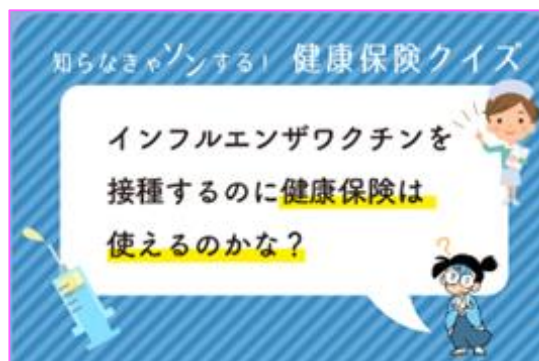 知らなきゃソンする! 健康保険クイズ
インフルエンザワクチンを
接種するのに健康保険は
使えるのかな?
?